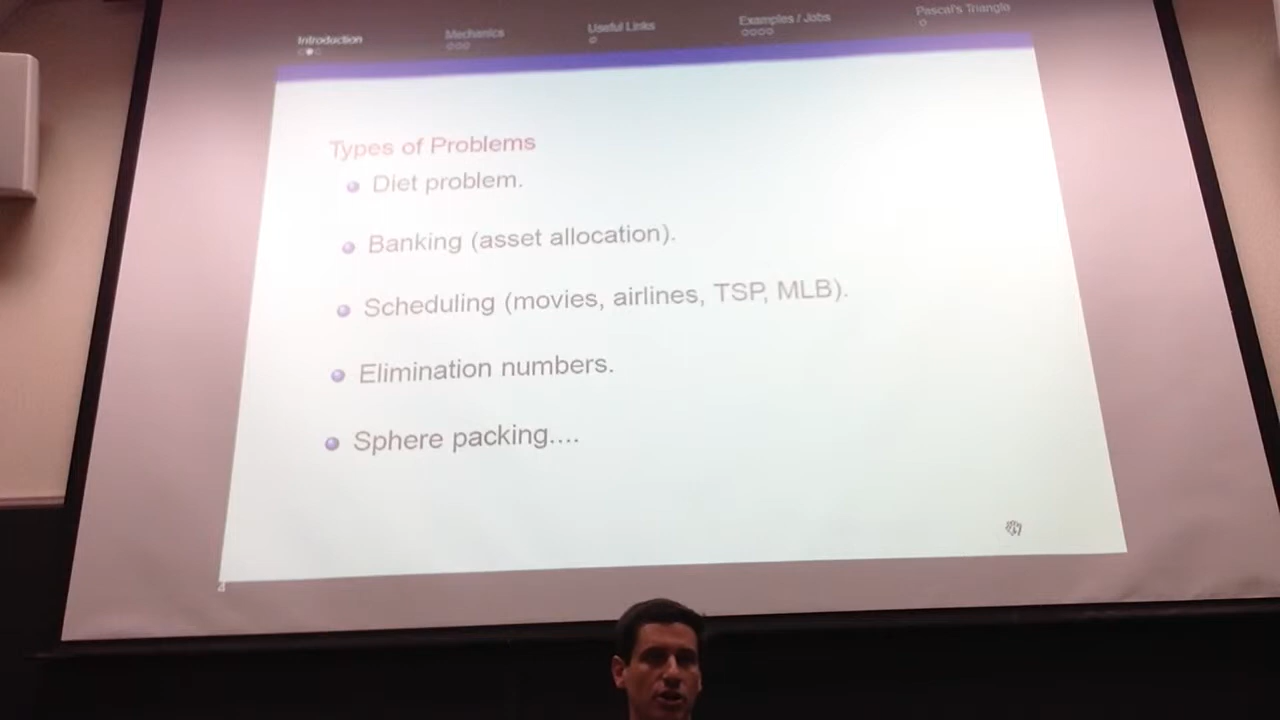 Introduction Mechanics Useful Links Examples / Jobs Pascal's Triangle
Types of Problems
Diet problem.
Banking (asset allocation).
Scheduling (movies, airlines, TSP, MLB).
Elimination numbers.
Sphere packing....
4